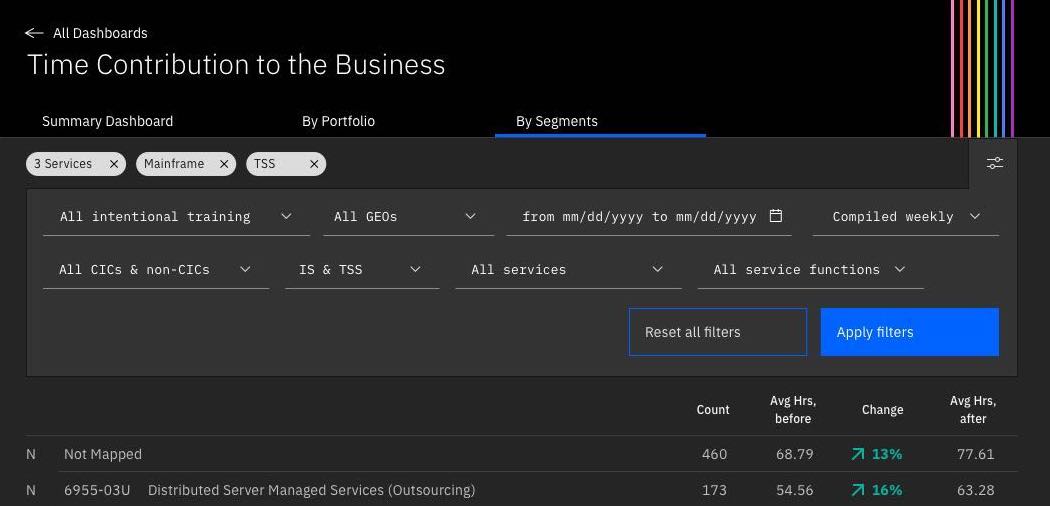 All Dashboards
Time Contribution to the Business
Summary Dashboard By Portfolio By Segments
3 Services Mainframe TSS
All intentional training All GEOs from mm/dd/yyyy to mm/dd/yyyy Compiled weekly
All CICs & non-CICs IS & TSS All services All service functions
Reset all filters Apply filters
Count Avg Hrs, before Change Avg Hrs, after
N Not Mapped 460 68.79 13% 77.61
N 6955-03U Distributed Server Managed Services (Outsourcing) 173 54.56 16% 63.28